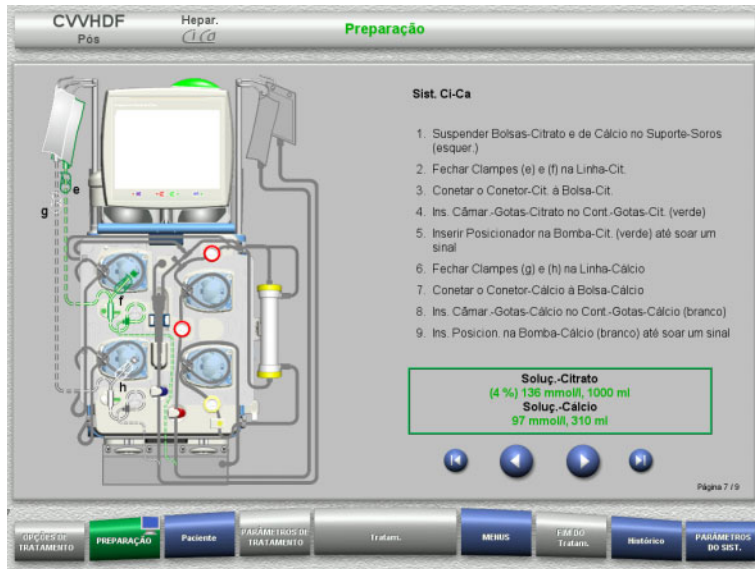 CVVHDF
Pós
Hepar.
Ci Ca
Preparação
Sist. Ci-Ca
1. Suspender Bolsas-Citrato e de Cálcio no Suporte-Soros
(esquer.)
2. Fechar Clampes (e) e (f) na Linha-Cit.
3. Conetar o Conetor-Cit. à Bolsa-Cit.
4. Ins. Câmar.-Gotas-Citrato no Cont.-Gotas-Cit. (verde)
5. Inserir Posicionador na Bomba-Cit. (verde) até soar um
sinal
6. Fechar Clampes (g) e (h) na Linha-Cálcio
7. Conetar o Conetor-Cálcio à Bolsa-Cálcio
8. Ins. Câmar.-Gotas-Cálcio no Cont.-Gotas-Cálcio (branco)
9. Ins. Posicion. na Bomba-Cálcio (branco) até soar um sinal
e
g
f
h
Soluç.-Citrato
(4 %) 136 mmol/l, 1000 ml
Soluç.-Cálcio
97 mmol/l, 310 ml
Página 7 / 9
OPÇÕES DE
TRATAMENTO
PREPARAÇÃO
Paciente
PARÂMETROS DE
TRATAMENTO
Tratam.
MENUS
FIM DO
Tratam.
Histórico
PARÂMETROS
DO SIST.